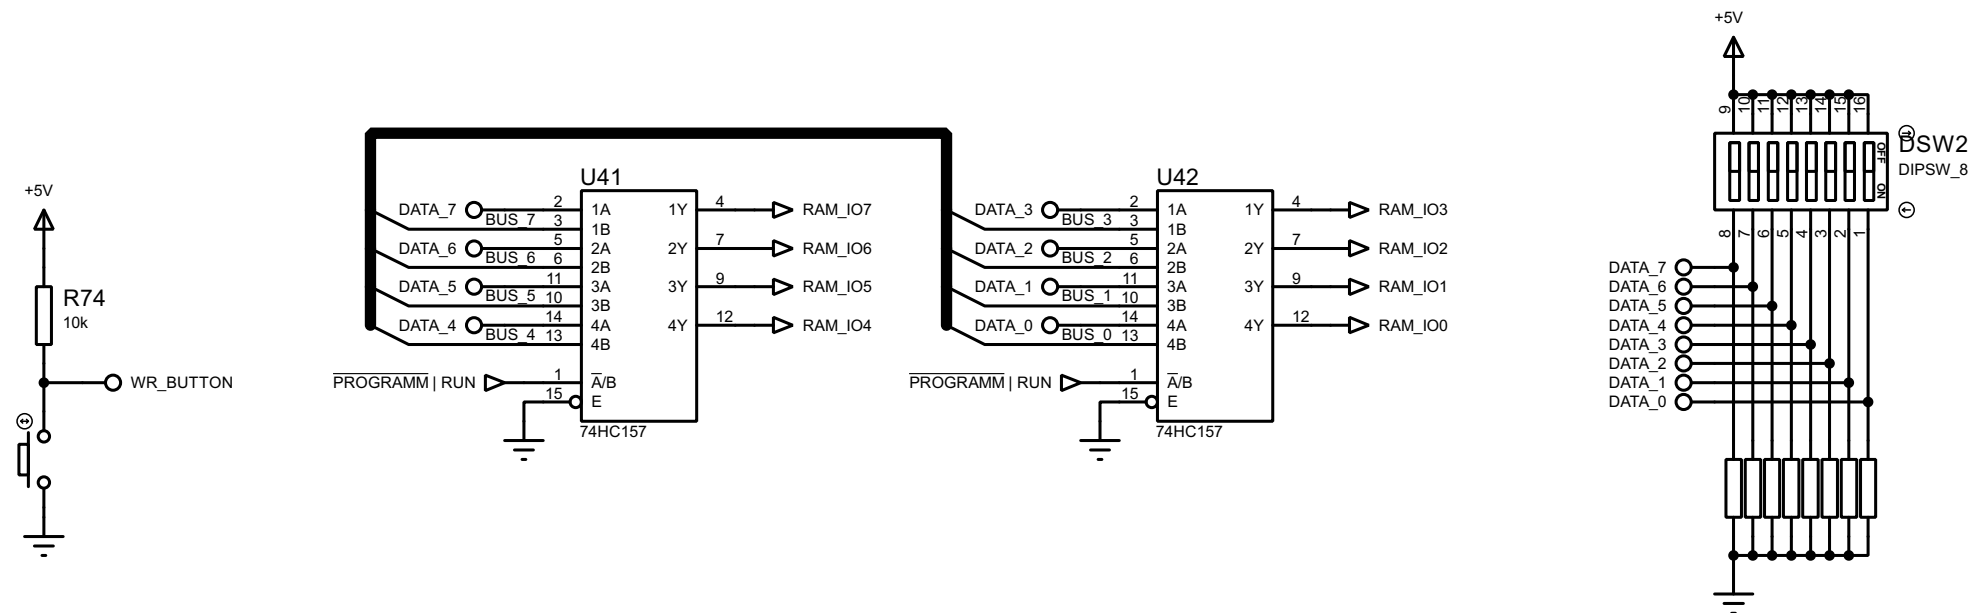 +5V
R74
10k
WR_BUTTON
U41
DATA_7 2 1A 1Y 4 RAM_IO7
BUS_7 3 1B
DATA_6 5 2A 2Y 7 RAM_IO6
BUS_6 6 2B
DATA_5 11 3A 3Y 9 RAM_IO5
BUS_5 10 3B
DATA_4 14 4A 4Y 12 RAM_IO4
BUS_4 13 4B
PROGRAMM | RUN 1 A/B
15 E
74HC157
U42
DATA_3 2 1A 1Y 4 RAM_IO3
BUS_3 3 1B
DATA_2 5 2A 2Y 7 RAM_IO2
BUS_2 6 2B
DATA_1 11 3A 3Y 9 RAM_IO1
BUS_1 10 3B
DATA_0 14 4A 4Y 12 RAM_IO0
BUS_0 13 4B
PROGRAMM | RUN 1 A/B
15 E
74HC157
+5V
9 10 11 12 13 14 15 16
OFF
ON
DSW2
DIPSW_8
8 7 6 5 4 3 2 1
DATA_7
DATA_6
DATA_5
DATA_4
DATA_3
DATA_2
DATA_1
DATA_0